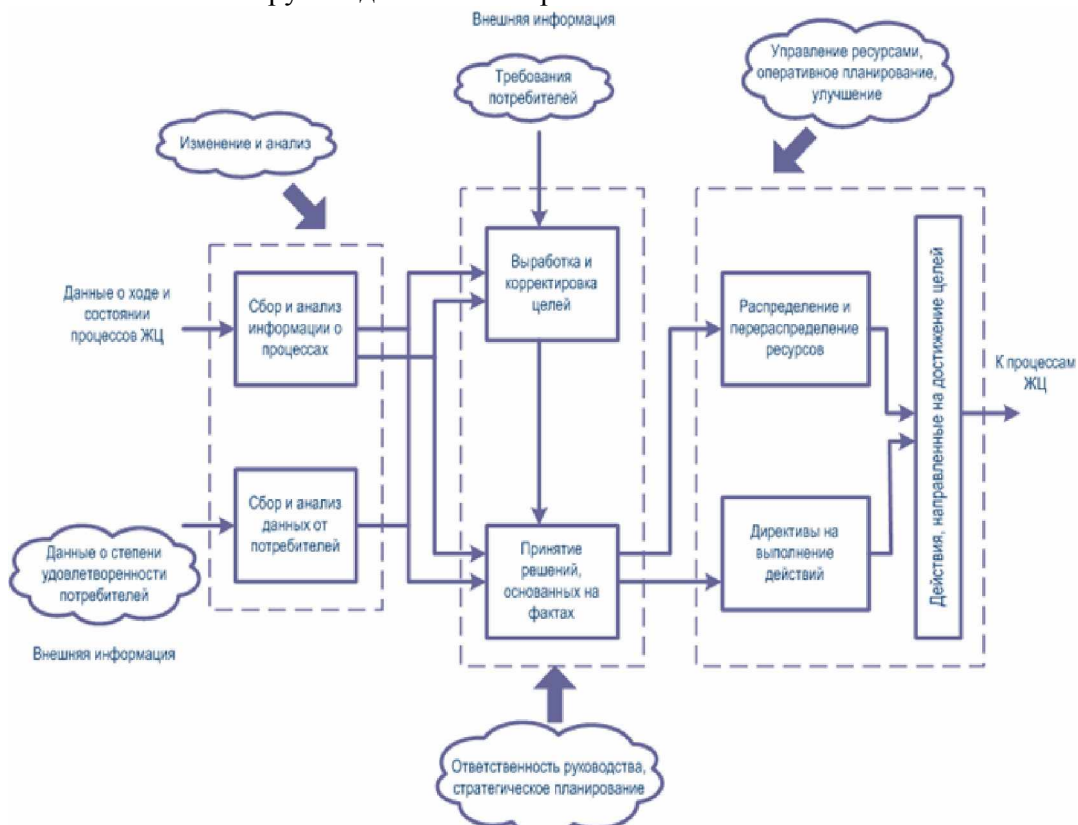 Внешняя информация
Требования
потребителей
Управление ресурсами,
оперативное планирование,
улучшение
Изменение и анализ
Данные о ходе и
состоянии
процессов ЖЦ
Сбор и анализ
информации о
процессах
Выработка и
корректировка
целей
Распределение и
перераспределение
ресурсов
Действия, направленные на достижение целей
К процессам
ЖЦ
Данные о степени
удовлетворенности
потребителей
Внешняя информация
Сбор и анализ
данных от
потребителей
Принятие
решений,
основанных на
фактах
Директивы на
выполнение
действий
Ответственность руководства,
стратегическое планирование